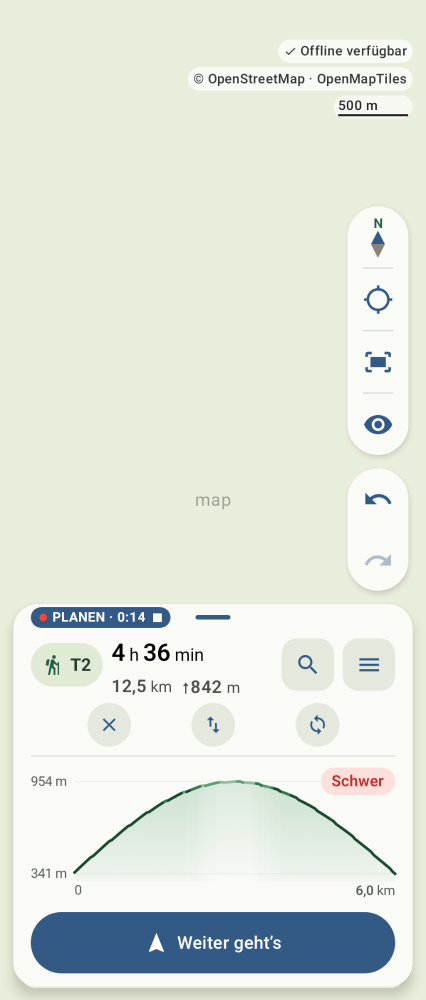 ✓ Offline verfügbar
© OpenStreetMap · OpenMapTiles
500 m
N
map
PLANEN · 0:14
T2
4 h 36 min
12,5 km ↑842 m
954 m
Schwer
341 m
0
6,0 km
Weiter geht's